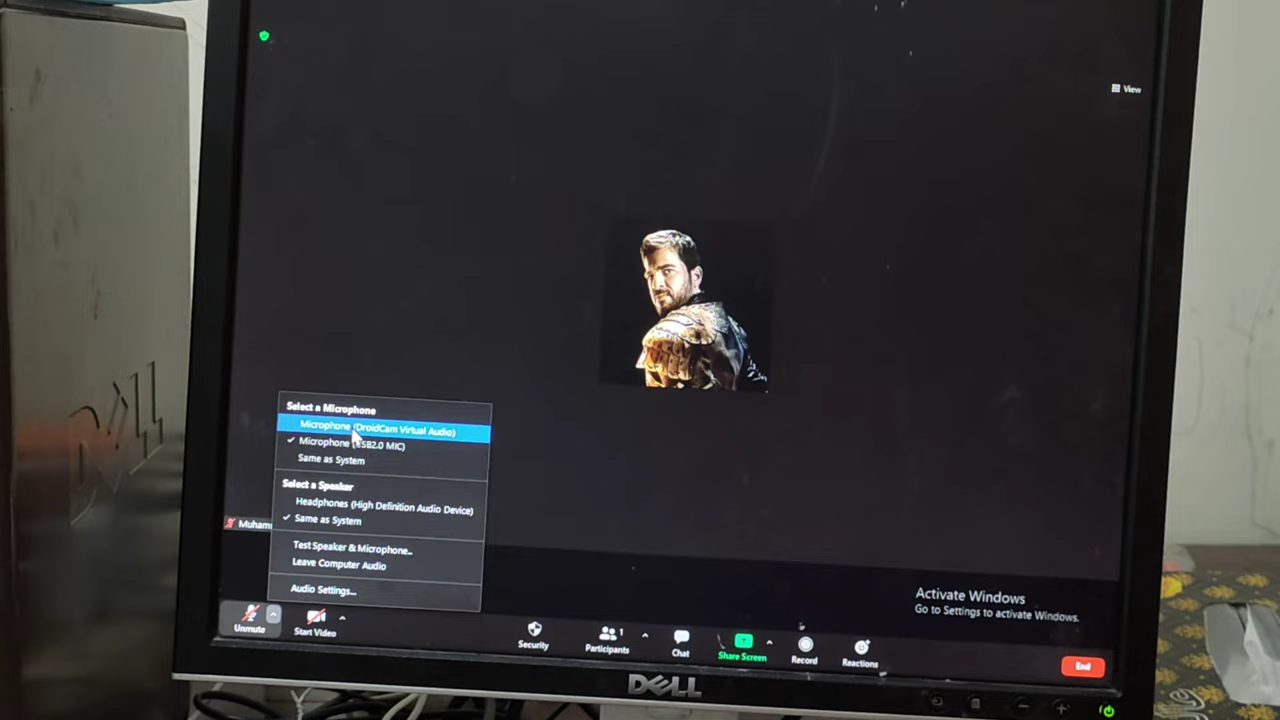 View
Select a Microphone
Microphone (DroidCam Virtual Audio)
Microphone (USB2.0 MIC)
Same as System
Select a Speaker
Headphones (High Definition Audio Device)
Same as System
Test Speaker & Microphone...
Leave Computer Audio
Audio Settings...
Muhamm
Activate Windows
Go to Settings to activate Windows.
Unmute
Start Video
Security
1
Participants
Chat
Share Screen
Record
Reactions
End
DELL
DELL